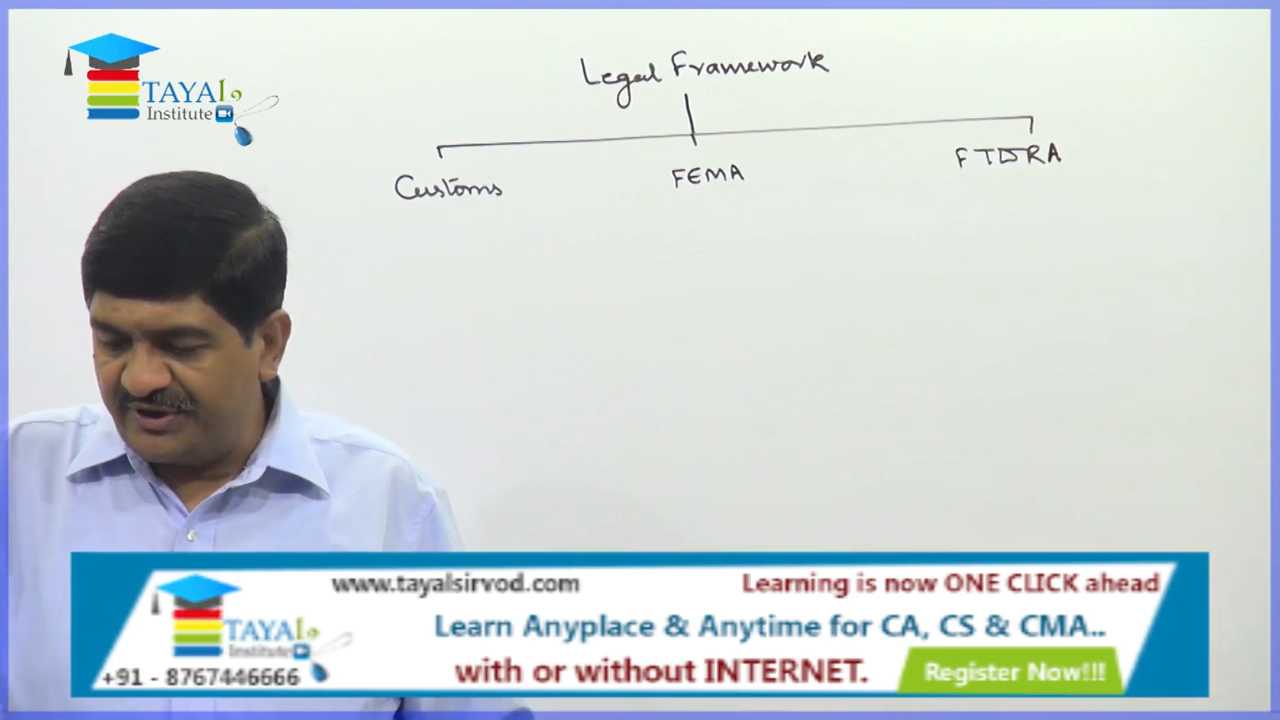 TAYAL
Institute
Legal Framework
Customs
FEMA
FTDRA
www.tayalsirvod.com
Learning is now ONE CLICK ahead
TAYAL
Institute
Learn Anyplace & Anytime for CA, CS & CMA..
+91 - 8767446666
with or without INTERNET.
Register Now!!!